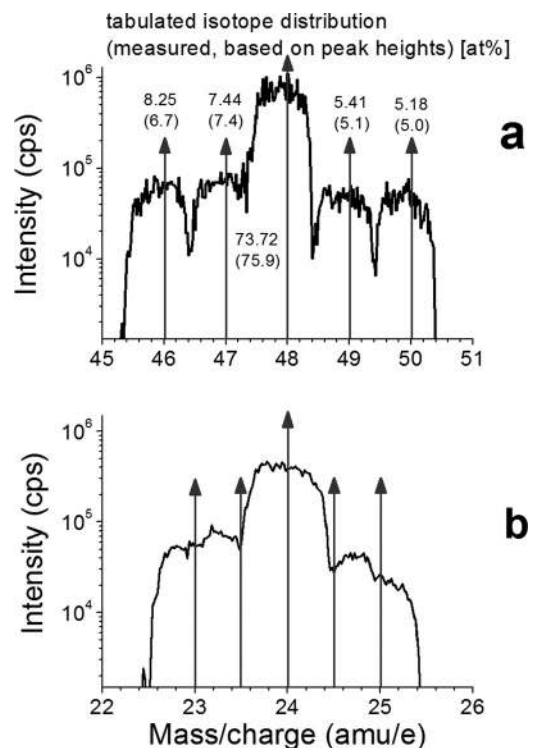 tabulated isotope distribution
(measured, based on peak heights) [at%]
10^6
10^5
10^4
Intensity (cps)
8.25
(6.7)
7.44
(7.4)
73.72
(75.9)
5.41
(5.1)
5.18
(5.0)
a
45 46 47 48 49 50 51
10^6
10^5
10^4
Intensity (cps)
b
22 23 24 25 26
Mass/charge (amu/e)